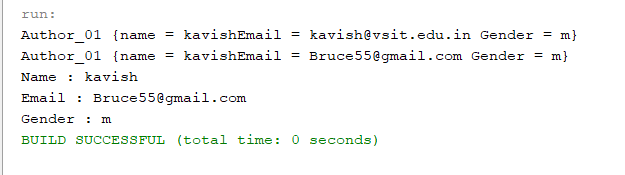 run:
Author_01 {name = kavishEmail = kavish@vsit.edu.in Gender = m}
Author_01 {name = kavishEmail = Bruce55@gmail.com Gender = m}
Name : kavish
Email : Bruce55@gmail.com
Gender : m
BUILD SUCCESSFUL (total time: 0 seconds)